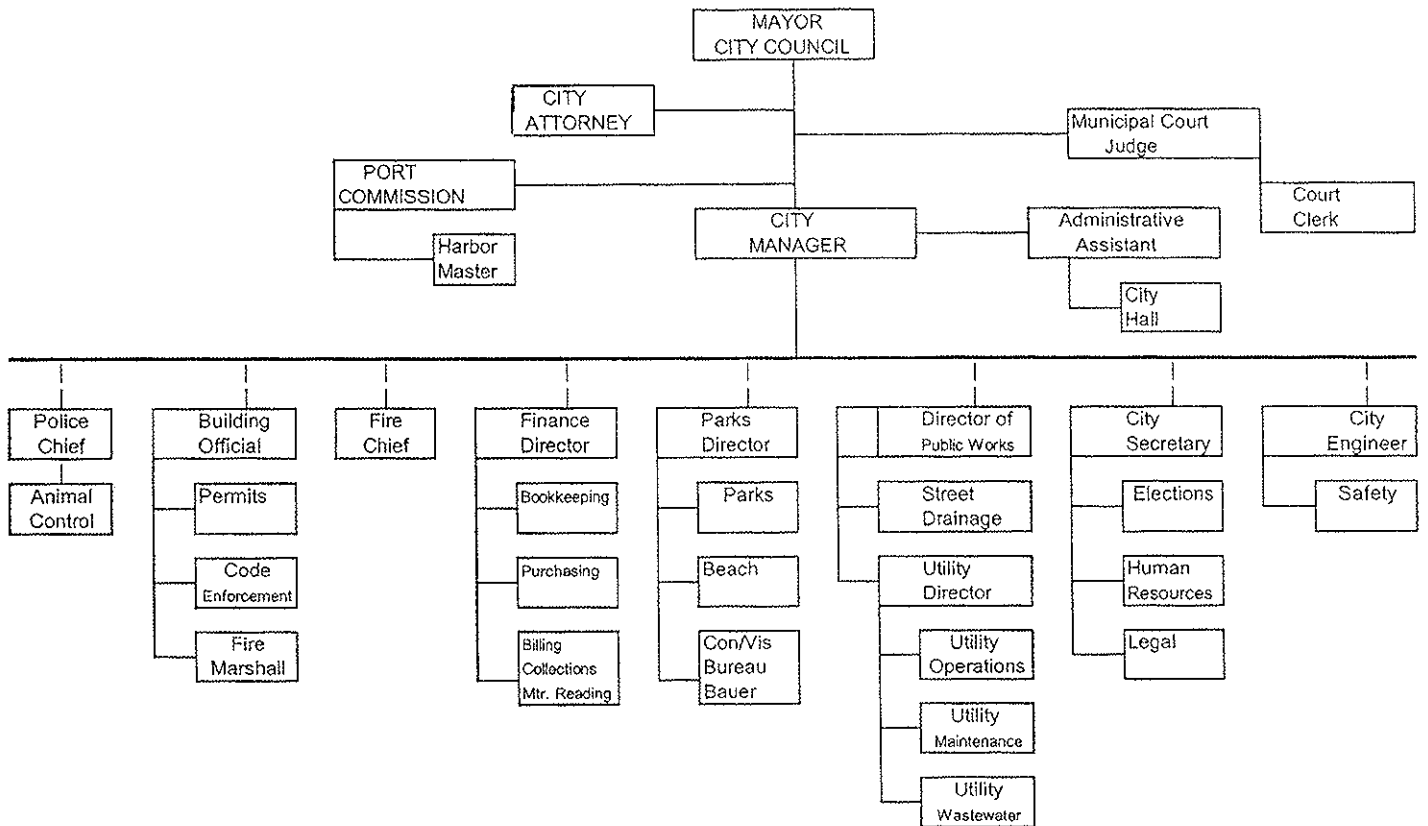 MAYOR
CITY COUNCIL
CITY
ATTORNEY
Municipal Court
Judge
PORT
COMMISSION
Court
Clerk
CITY
MANAGER
Administrative
Assistant
Harbor
Master
City
Hall
Police
Chief
Building
Official
Fire
Chief
Finance
Director
Parks
Director
Director of
Public Works
City
Secretary
City
Engineer
Animal
Control
Permits
Bookkeeping
Parks
Street
Drainage
Elections
Safety
Code
Enforcement
Purchasing
Beach
Utility
Director
Human
Resources
Fire
Marshall
Billing
Collections
Mtr. Reading
Con/Vis
Bureau
Bauer
Utility
Operations
Legal
Utility
Maintenance
Utility
Wastewater